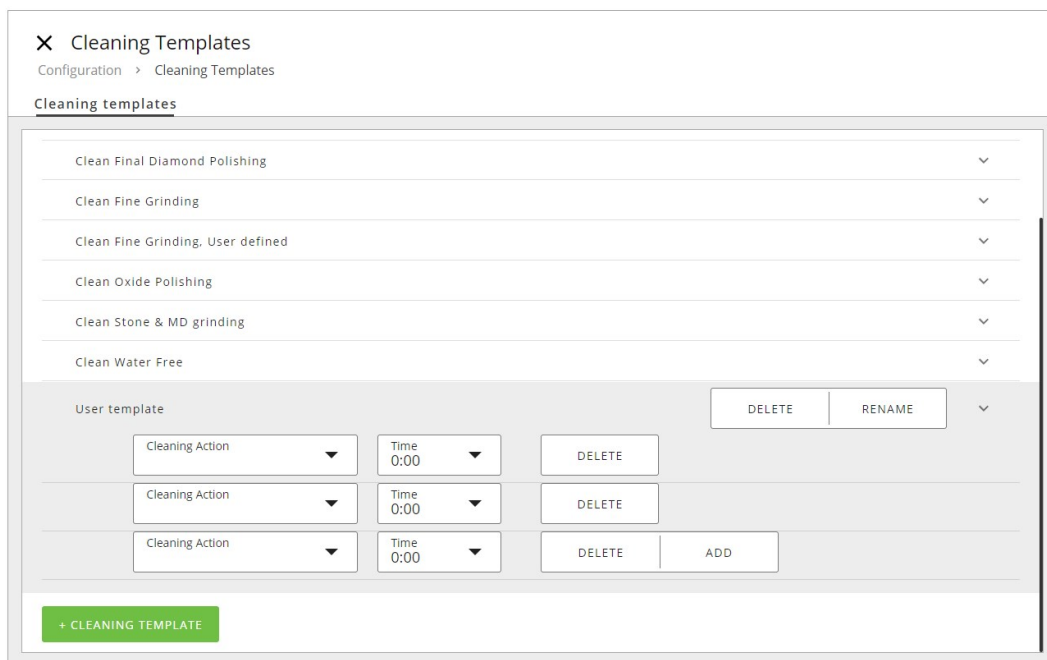 Cleaning Templates
Configuration > Cleaning Templates
Cleaning templates
Clean Final Diamond Polishing
Clean Fine Grinding
Clean Fine Grinding, User defined
Clean Oxide Polishing
Clean Stone & MD grinding
Clean Water Free
User template DELETE RENAME
Cleaning Action Time 0:00 DELETE
Cleaning Action Time 0:00 DELETE
Cleaning Action Time 0:00 DELETE ADD
+ CLEANING TEMPLATE